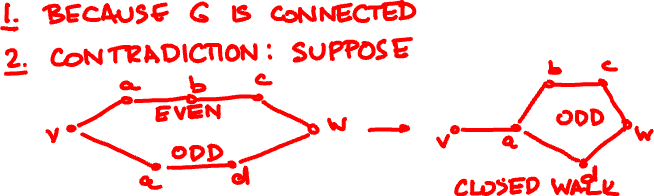 1. BECAUSE G IS CONNECTED
2. CONTRADICTION: SUPPOSE
a b c
EVEN
v w
ODD
a d
b c
ODD
v a w
d
CLOSED WALK